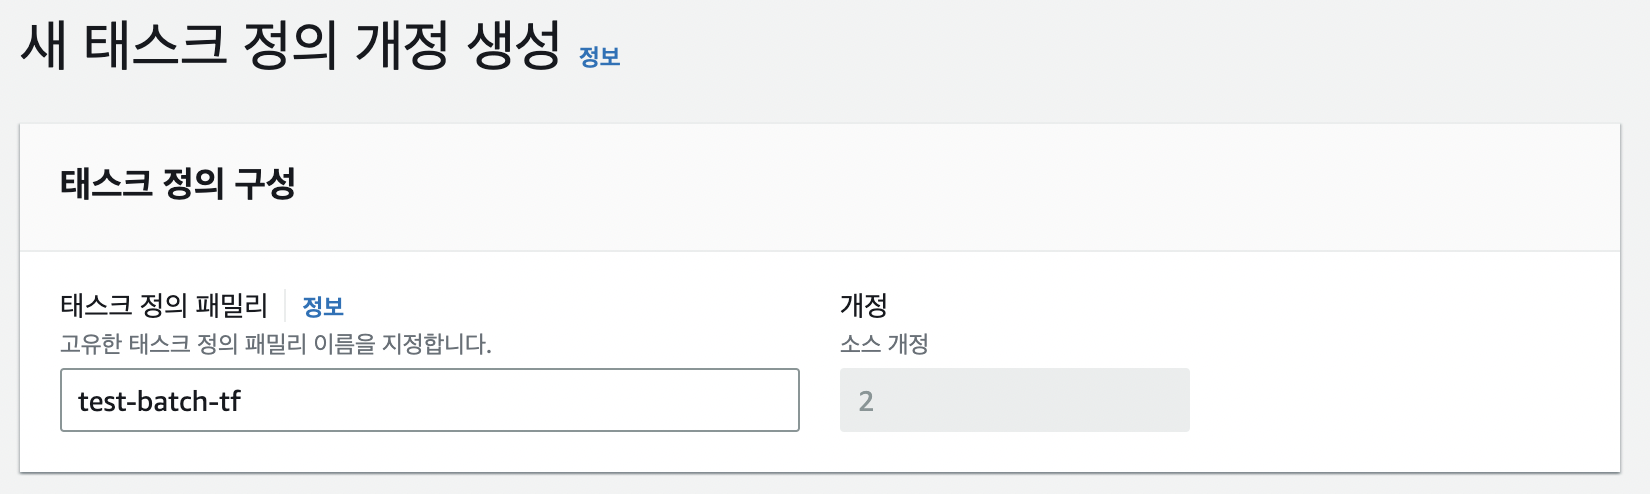 새 태스크 정의 개정 생성 정보
태스크 정의 구성
태스크 정의 패밀리 정보
고유한 태스크 정의 패밀리 이름을 지정합니다.
test-batch-tf
개정
소스 개정
2